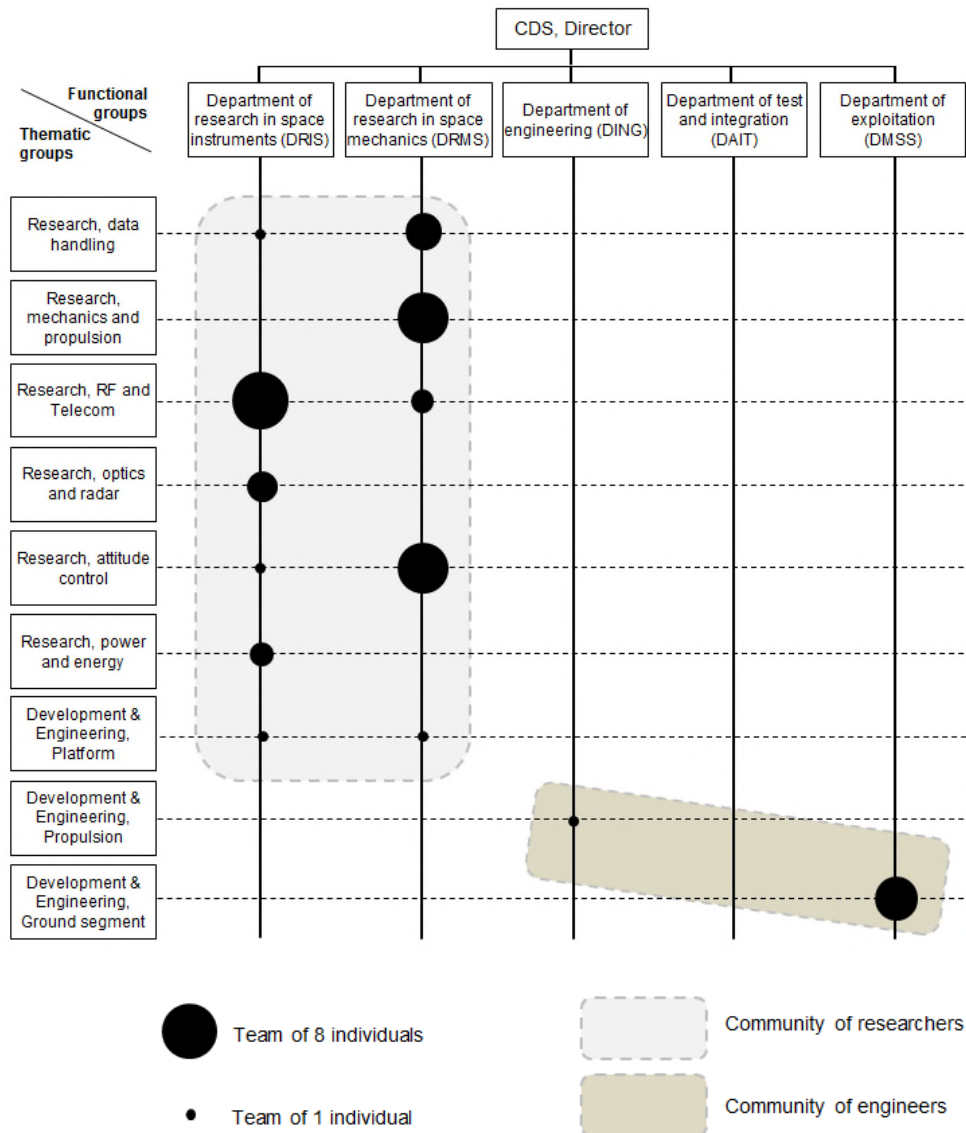 CDS, Director
Functional
groups
Thematic
groups
Department of
research in space
instruments (DRIS)
Department of
research in space
mechanics (DRMS)
Department of
engineering (DING)
Department of test
and integration
(DAIT)
Department of
exploitation
(DMSS)
Research, data
handling
Research,
mechanics and
propulsion
Research, RF and
Telecom
Research, optics
and radar
Research, attitude
control
Research, power
and energy
Development &
Engineering,
Platform
Development &
Engineering,
Propulsion
Development &
Engineering,
Ground segment
Team of 8 individuals
Team of 1 individual
Community of researchers
Community of engineers